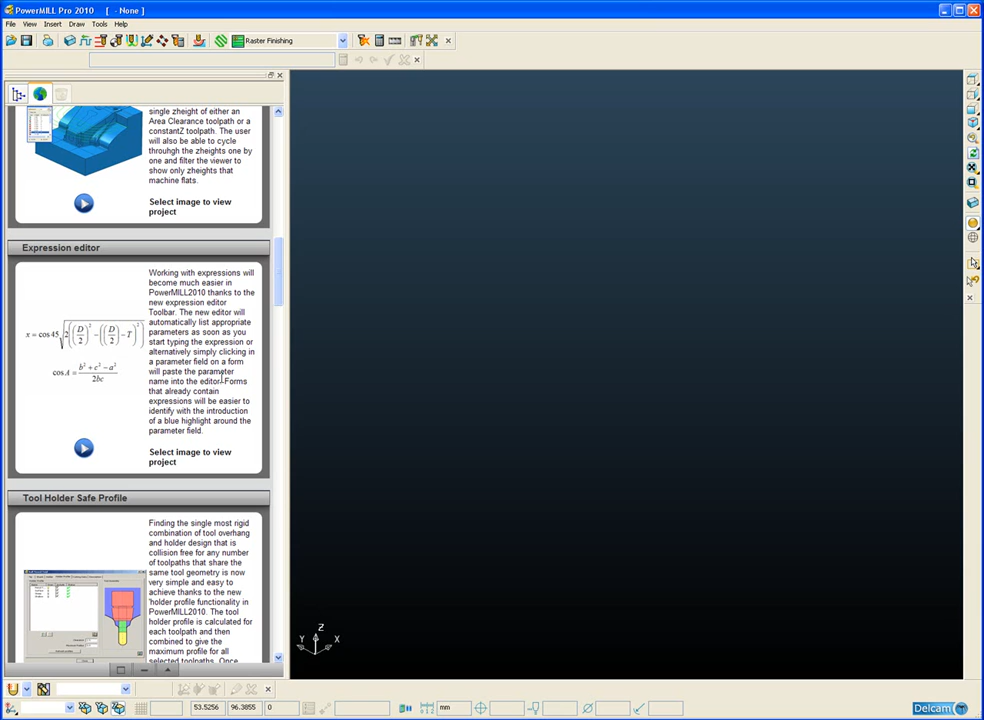 PowerMILL Pro 2010 [ - None ]
File View Insert Draw Tools Help
Raster Finishing
single zheight of either an
Area Clearance toolpath or a
constantZ toolpath. The user
will also be able to cycle
throuhgh the zheights one by
one and filter the viewer to
show only zheights that
machine flats.
Select image to view
project
Expression editor
Working with expressions will
become much easier in
PowerMILL2010 thanks to the
new expression editor
Toolbar. The new editor will
automatically list appropriate
parameters as soon as you
start typing the expression or
alternatively simply clicking in
a parameter field on a form
will paste the parameter
name into the editor. Forms
that already contain
expressions will be easier to
identify with the introduction
of a blue highlight around the
parameter field.
x = cos 45 √2((D/2)² − ((D/2) − T)²)
cos A = (b² + c² − a²)/2bc
Select image to view
project
Tool Holder Safe Profile
Finding the single most rigid
combination of tool overhang
and holder design that is
collision free for any number
of toolpaths that share the
same tool geometry is now
very simple and easy to
achieve thanks to the new
'holder profile functionality in
PowerMILL2010. The tool
holder profile is calculated for
each toolpath and then
combined to give the
maximum profile for all
selected toolpaths. Once
Z
Y X
53.5256 96.3855 0 mm
Delcam